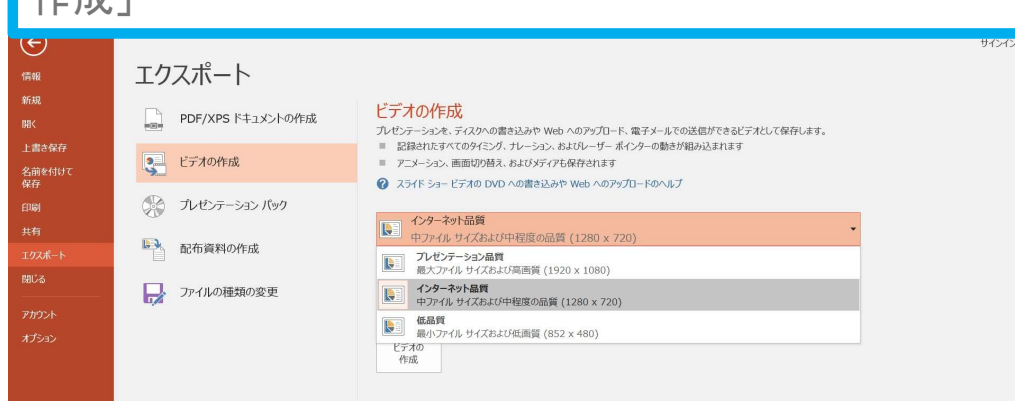 作成」
サインイン
情報
新規
開く
上書き保存
名前を付けて
保存
印刷
共有
エクスポート
閉じる
アカウント
オプション
エクスポート
PDF/XPS ドキュメントの作成
ビデオの作成
プレゼンテーション パック
配布資料の作成
ファイルの種類の変更
ビデオの作成
プレゼンテーションを、ディスクへの書き込みや Web へのアップロード、電子メールでの送信ができるビデオとして保存します。
記録されたすべてのタイミング、ナレーション、およびレーザー ポインターの動きが組み込まれます
アニメーション、画面切り替え、およびメディアも保存されます
スライド ショー ビデオの DVD への書き込みや Web へのアップロードのヘルプ
インターネット品質
中ファイル サイズおよび中程度の品質 (1280 x 720)
プレゼンテーション品質
最大ファイル サイズおよび高画質 (1920 x 1080)
インターネット品質
中ファイル サイズおよび中程度の品質 (1280 x 720)
低品質
最小ファイル サイズおよび低画質 (852 x 480)
ビデオの
作成